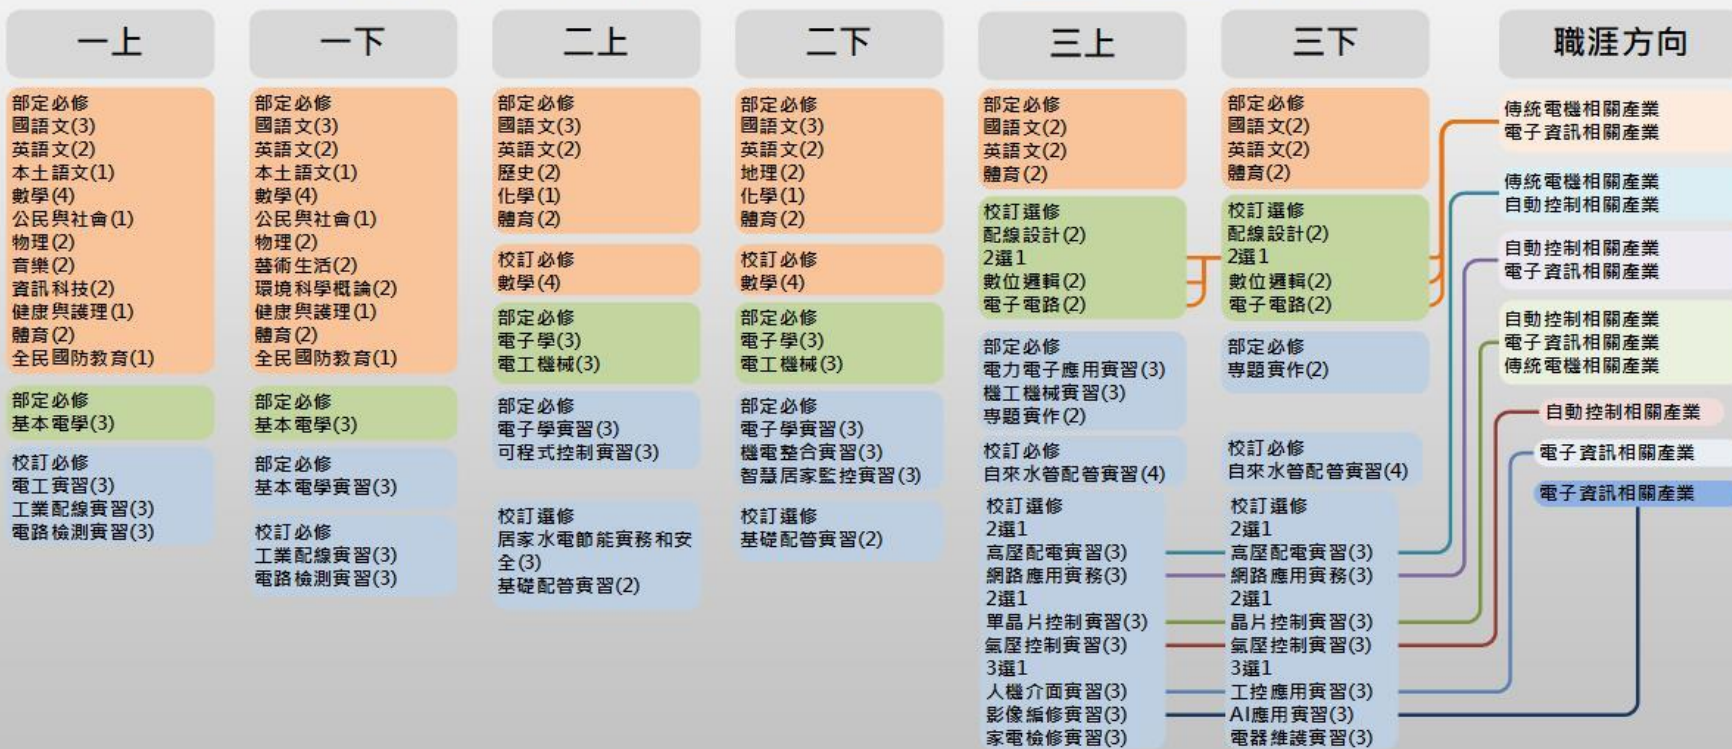 一上
部定必修
國語文(3)
英語文(2)
本土語文(1)
數學(4)
公民與社會(1)
物理(2)
音樂(2)
資訊科技(2)
健康與護理(1)
體育(2)
全民國防教育(1)
部定必修
基本電學(3)
校訂必修
電工實習(3)
工業配線實習(3)
電路檢測實習(3)
一下
部定必修
國語文(3)
英語文(2)
本土語文(1)
數學(4)
公民與社會(1)
物理(2)
藝術生活(2)
環境科學概論(2)
健康與護理(1)
體育(2)
全民國防教育(1)
部定必修
基本電學(3)
部定必修
基本電學實習(3)
校訂必修
工業配線實習(3)
電路檢測實習(3)
二上
部定必修
國語文(3)
英語文(2)
歷史(2)
化學(1)
體育(2)
校訂必修
數學(4)
部定必修
電子學(3)
電工機械(3)
部定必修
電子學實習(3)
可程式控制實習(3)
校訂選修
居家水電節能實務和安
全(3)
基礎配管實習(2)
二下
部定必修
國語文(3)
英語文(2)
地理(2)
化學(1)
體育(2)
校訂必修
數學(4)
部定必修
電子學(3)
電工機械(3)
部定必修
電子學實習(3)
機電整合實習(3)
智慧居家監控實習(3)
校訂選修
基礎配管實習(2)
三上
部定必修
國語文(2)
英語文(2)
體育(2)
校訂選修
配線設計(2)
2選1
數位邏輯(2)
電子電路(2)
部定必修
電力電子應用實習(3)
機工機械實習(3)
專題實作(2)
校訂必修
自來水管配管實習(4)
校訂選修
2選1
高壓配電實習(3)
網路應用實務(3)
2選1
單晶片控制實習(3)
氣壓控制實習(3)
3選1
人機介面實習(3)
影像編修實習(3)
家電檢修實習(3)
三下
部定必修
國語文(2)
英語文(2)
體育(2)
校訂選修
配線設計(2)
2選1
數位邏輯(2)
電子電路(2)
部定必修
專題實作(2)
校訂必修
自來水管配管實習(4)
校訂選修
2選1
高壓配電實習(3)
網路應用實務(3)
2選1
晶片控制實習(3)
氣壓控制實習(3)
3選1
工控應用實習(3)
AI應用實習(3)
電器維護實習(3)
職涯方向
傳統電機相關產業
電子資訊相關產業
傳統電機相關產業
自動控制相關產業
自動控制相關產業
電子資訊相關產業
自動控制相關產業
電子資訊相關產業
傳統電機相關產業
自動控制相關產業
電子資訊相關產業
電子資訊相關產業